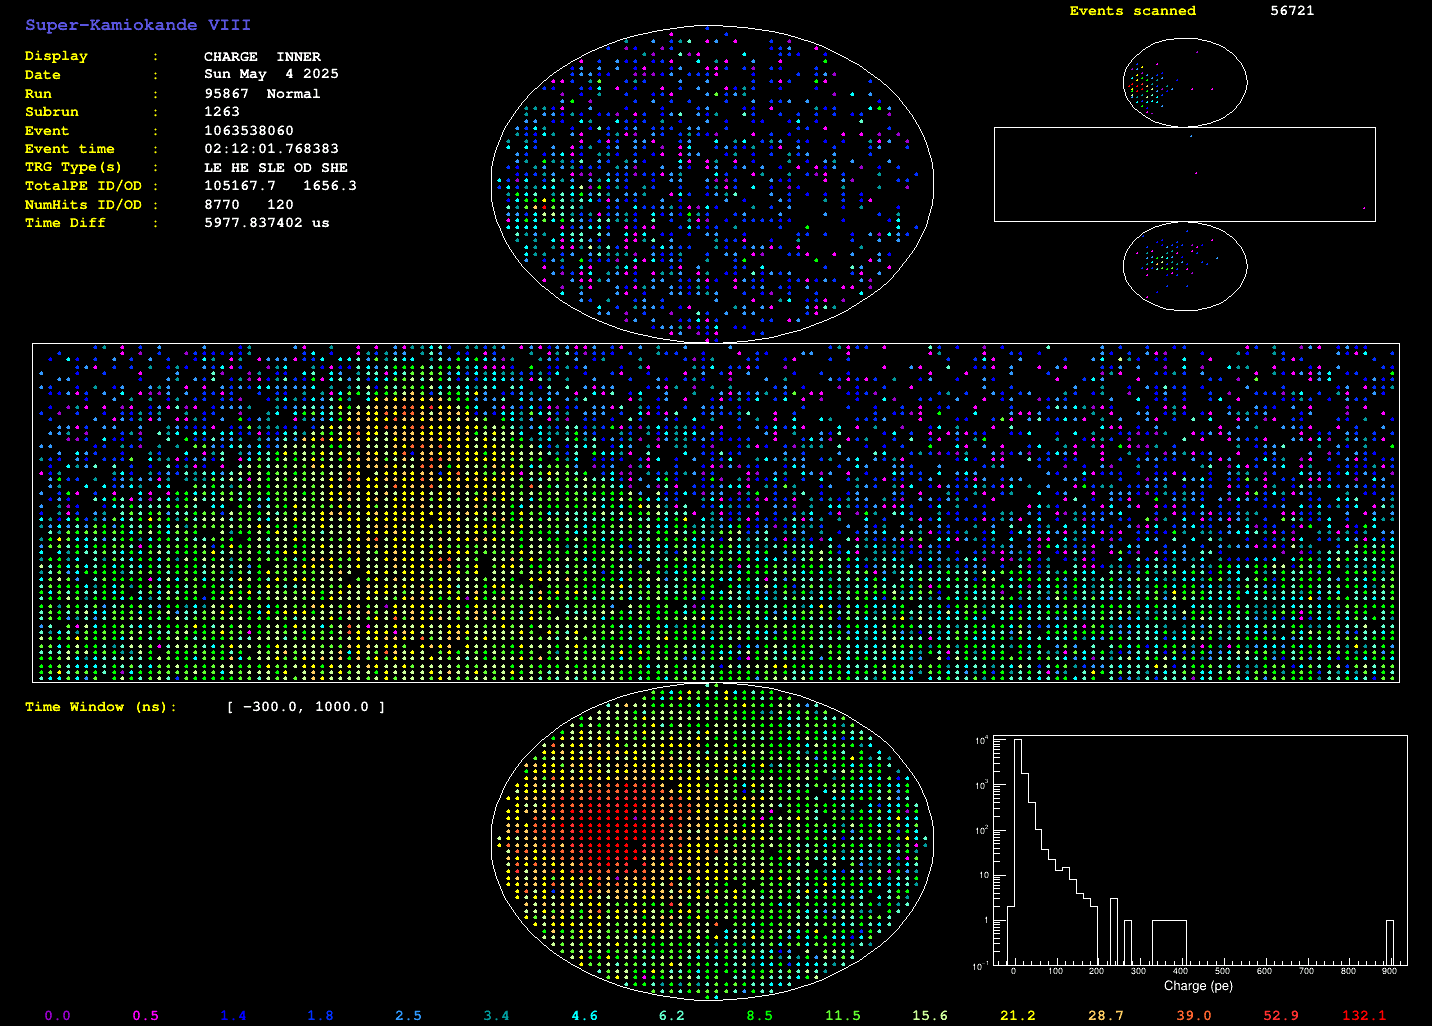 Super-Kamiokande VIII
Events scanned 56721
Display : CHARGE INNER
Date : Sun May 4 2025
Run : 95867 Normal
Subrun : 1263
Event : 1063538060
Event time : 02:12:01.768383
TRG Type(s) : LE HE SLE OD SHE
TotalPE ID/OD : 105167.7 1656.3
NumHits ID/OD : 8770 120
Time Diff : 5977.837402 us
Time Window (ns): [ -300.0, 1000.0 ]
10^4
10^3
10^2
10
1
10^-1
0 100 200 300 400 500 600 700 800 900
Charge (pe)
0.0 0.5 1.4 1.8 2.5 3.4 4.6 6.2 8.5 11.5 15.6 21.2 28.7 39.0 52.9 132.1